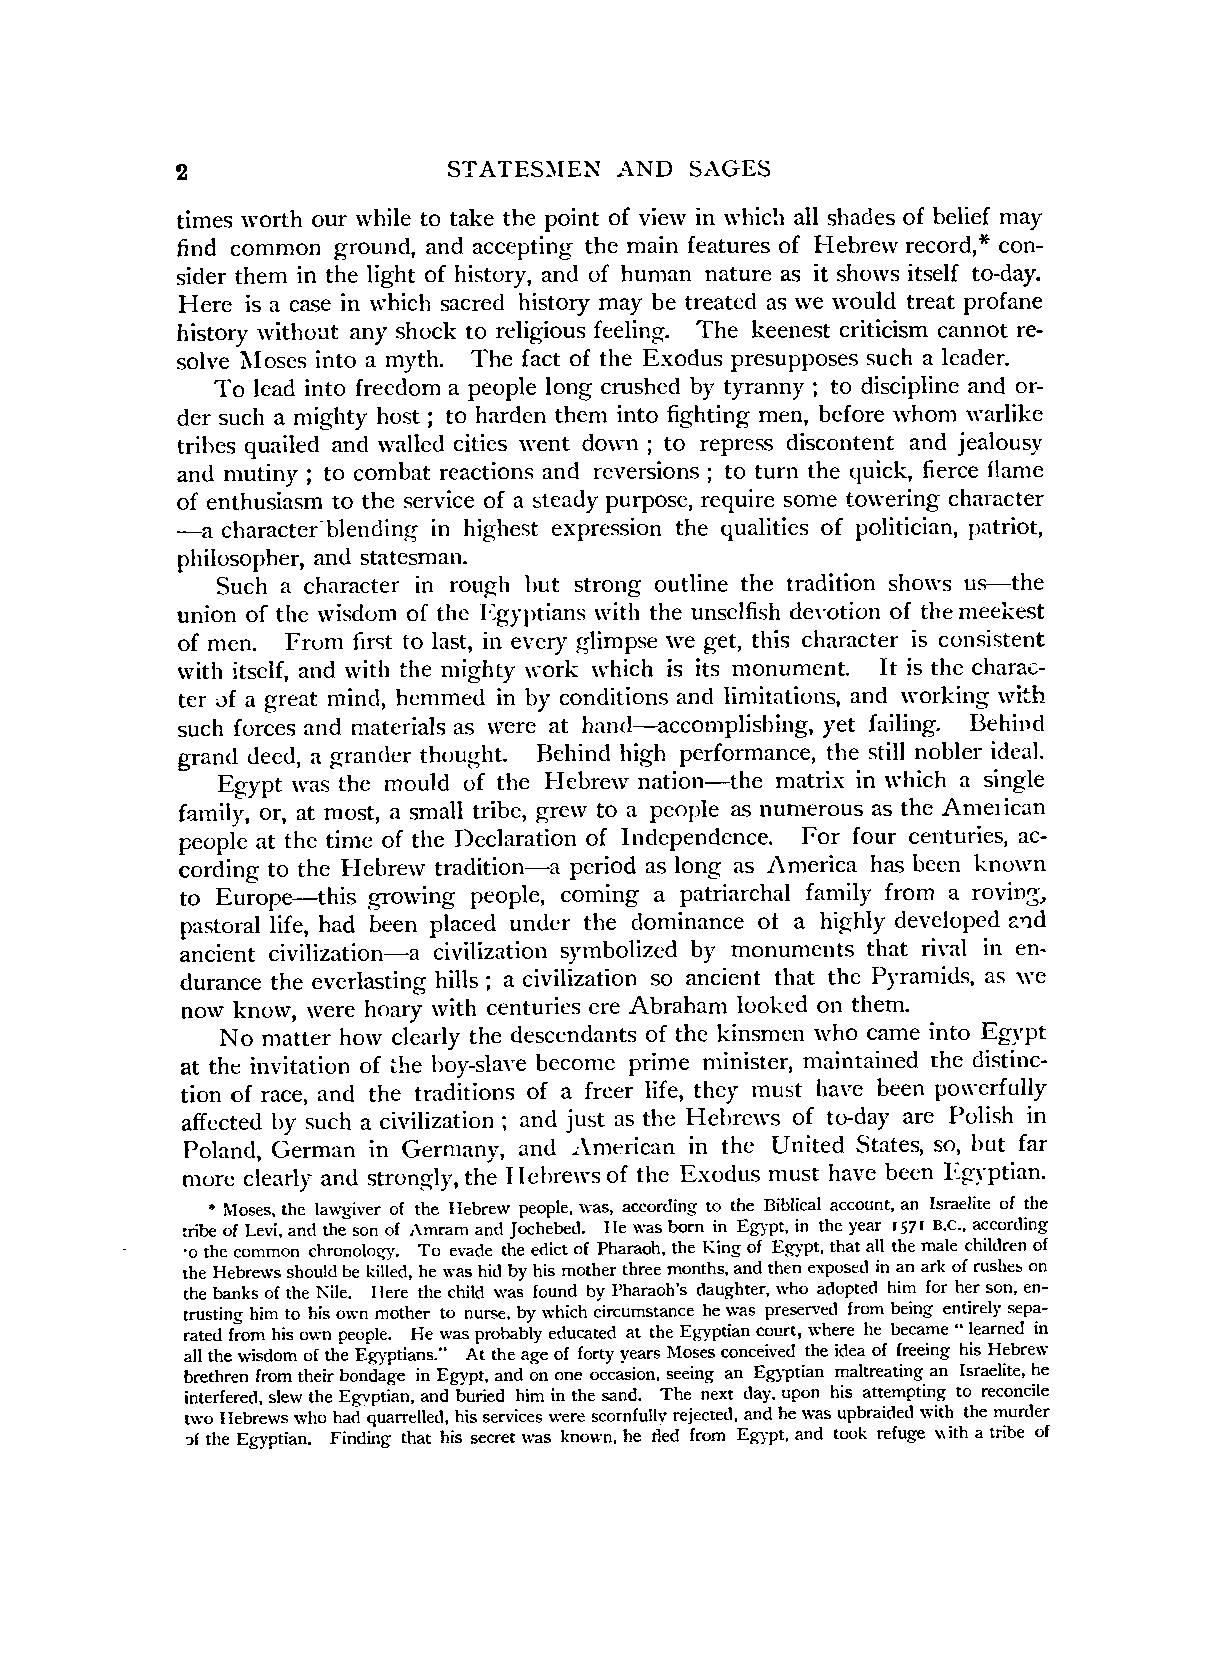 2 STATESMEN AND SAGES
times worth our while to take the point of view in which all shades of belief may
find common ground, and accepting the main features of Hebrew record,* con-
sider them in the light of history, and of human nature as it shows itself to-day.
Here is a case in which sacred history may be treated as we would treat profane
history without any shock to religious feeling. The keenest criticism cannot re-
solve Moses into a myth. The fact of the Exodus presupposes such a leader.
To lead into freedom a people long crushed by tyranny ; to discipline and or-
der such a mighty host ; to harden them into fighting men, before whom warlike
tribes quailed and walled cities went down ; to repress discontent and jealousy
and mutiny ; to combat reactions and reversions ; to turn the quick, fierce flame
of enthusiasm to the service of a steady purpose, require some towering character
—a character blending in highest expression the qualities of politician, patriot,
philosopher, and statesman.
Such a character in rough but strong outline the tradition shows us—the
union of the wisdom of the Egyptians with the unselfish devotion of the meekest
of men. From first to last, in every glimpse we get, this character is consistent
with itself, and with the mighty work which is its monument. It is the charac-
ter of a great mind, hemmed in by conditions and limitations, and working with
such forces and materials as were at hand—accomplishing, yet failing. Behind
grand deed, a grander thought. Behind high performance, the still nobler ideal.
Egypt was the mould of the Hebrew nation—the matrix in which a single
family, or, at most, a small tribe, grew to a people as numerous as the American
people at the time of the Declaration of Independence. For four centuries, ac-
cording to the Hebrew tradition—a period as long as America has been known
to Europe—this growing people, coming a patriarchal family from a roving,
pastoral life, had been placed under the dominance of a highly developed and
ancient civilization—a civilization symbolized by monuments that rival in en-
durance the everlasting hills ; a civilization so ancient that the Pyramids, as we
now know, were hoary with centuries ere Abraham looked on them.
No matter how clearly the descendants of the kinsmen who came into Egypt
at the invitation of the boy-slave become prime minister, maintained the distinc-
tion of race, and the traditions of a freer life, they must have been powerfully
affected by such a civilization ; and just as the Hebrews of to-day are Polish in
Poland, German in Germany, and American in the United States, so, but far
more clearly and strongly, the Hebrews of the Exodus must have been Egyptian.
* Moses, the lawgiver of the Hebrew people, was, according to the Biblical account, an Israelite of the
tribe of Levi, and the son of Amram and Jochebed. He was born in Egypt, in the year 1571 B.C., according
to the common chronology. To evade the edict of Pharaoh, the King of Egypt, that all the male children of
the Hebrews should be killed, he was hid by his mother three months, and then exposed in an ark of rushes on
the banks of the Nile. Here the child was found by Pharaoh's daughter, who adopted him for her son, en-
trusting him to his own mother to nurse, by which circumstance he was preserved from being entirely sepa-
rated from his own people. He was probably educated at the Egyptian court, where he became " learned in
all the wisdom of the Egyptians." At the age of forty years Moses conceived the idea of freeing his Hebrew
brethren from their bondage in Egypt, and on one occasion, seeing an Egyptian maltreating an Israelite, he
interfered, slew the Egyptian, and buried him in the sand. The next day, upon his attempting to reconcile
two Hebrews who had quarrelled, his services were scornfully rejected, and he was upbraided with the murder
of the Egyptian. Finding that his secret was known, he fled from Egypt, and took refuge with a tribe of